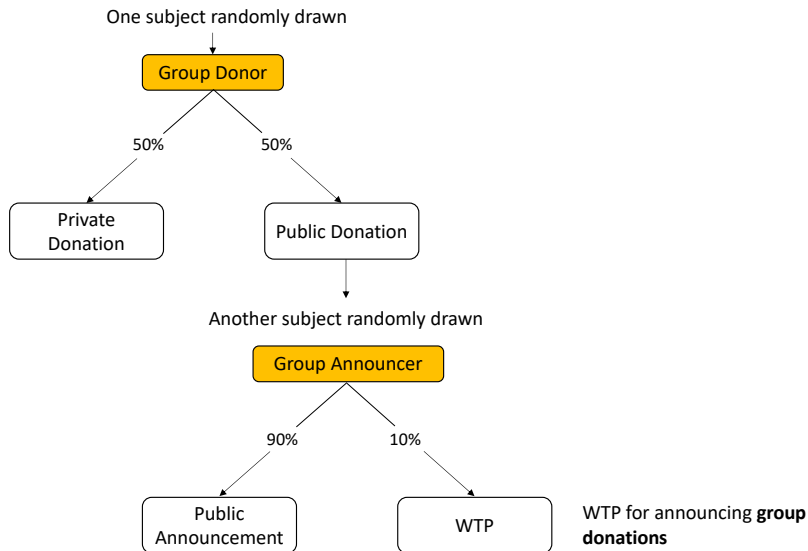 One subject randomly drawn
Group Donor
50%
50%
Private
Donation
Public Donation
Another subject randomly drawn
Group Announcer
90%
10%
Public
Announcement
WTP
WTP for announcing group
donations